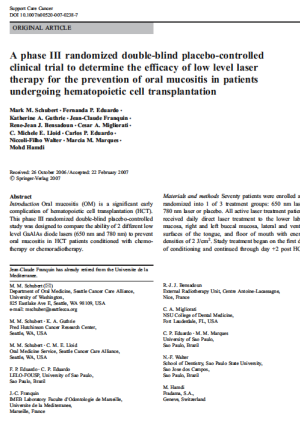 Support Care Cancer
DOI 10.1007/s00520-007-0238-7
ORIGINAL ARTICLE
A phase III randomized double-blind placebo-controlled
clinical trial to determine the efficacy of low level laser
therapy for the prevention of oral mucositis in patients
undergoing hematopoietic cell transplantation
Mark M. Schubert · Fernanda P. Eduardo ·
Katherine A. Guthrie · Jean-Claude Franquin ·
Rene-Jean J. Bensadoun · Cesar A. Migliorati ·
C. Michele E. Lloid · Carlos P. Eduardo ·
Niccoli-Filho Walter · Marcia M. Marques ·
Mohd Hamdi
Received: 26 October 2006 / Accepted: 22 February 2007
© Springer-Verlag 2007
Abstract
Introduction Oral mucositis (OM) is a significant early
complication of hematopoietic cell transplantation (HCT).
This phase III randomized double-blind placebo-controlled
study was designed to compare the ability of 2 different low
level GaAlAs diode lasers (650 nm and 780 nm) to prevent
oral mucositis in HCT patients conditioned with chemo-
therapy or chemoradiotherapy.
Materials and methods Seventy patients were enrolled a
randomized into 1 of 3 treatment groups: 650 nm las
780 nm laser or placebo. All active laser treatment patie
received daily direct laser treatment to the lower lab
mucosa, right and left buccal mucosa, lateral and vent
surfaces of the tongue, and floor of mouth with ener
densities of 2 J/cm². Study treatment began on the first d
of conditioning and continued through day +2 post HC
Jean-Claude Franquin has already retired from the Universite de la
Mediterranee.
M. M. Schubert
Department of Oral Medicine, Seattle Cancer Care Alliance,
University of Washington,
825 Eastlake Ave E, Seattle, WA 98109, USA
e-mail: mschuber@seattlecca.org
M. M. Schubert · K. A. Guthrie
Fred Hutchinson Cancer Research Center,
Seattle, WA, USA
M. M. Schubert · C. M. E. Lloid
Oral Medicine Service, Seattle Cancer Care Alliance,
Seattle, WA, USA
F. P. Eduardo · C. P. Eduardo
LELO-FOUSP, University of Sao Paulo,
Sao Paulo, Brazil
J.-C. Franquin
IMEB Laboratory Faculte d'Odontologie de Marseille,
Universite de la Mediterranee,
Marseille, France
R.-J. J. Bensadoun
External Radiotherapy Unit, Centre Antoine-Lacassagne,
Nice, France
C. A. Migliorati
NSU College of Dental Medicine,
Fort Lauderdale, FL, USA
C. P. Eduardo · M. M. Marques
University of Sao Paulo,
Sao Paulo, Brazil
N.-F. Walter
School of Dentistry, Sao Paulo State University,
Sao Jose dos Campos,
Sao Paulo, Brazil
M. Hamdi
Fradama, S.A.,
Geneva, Switzerland